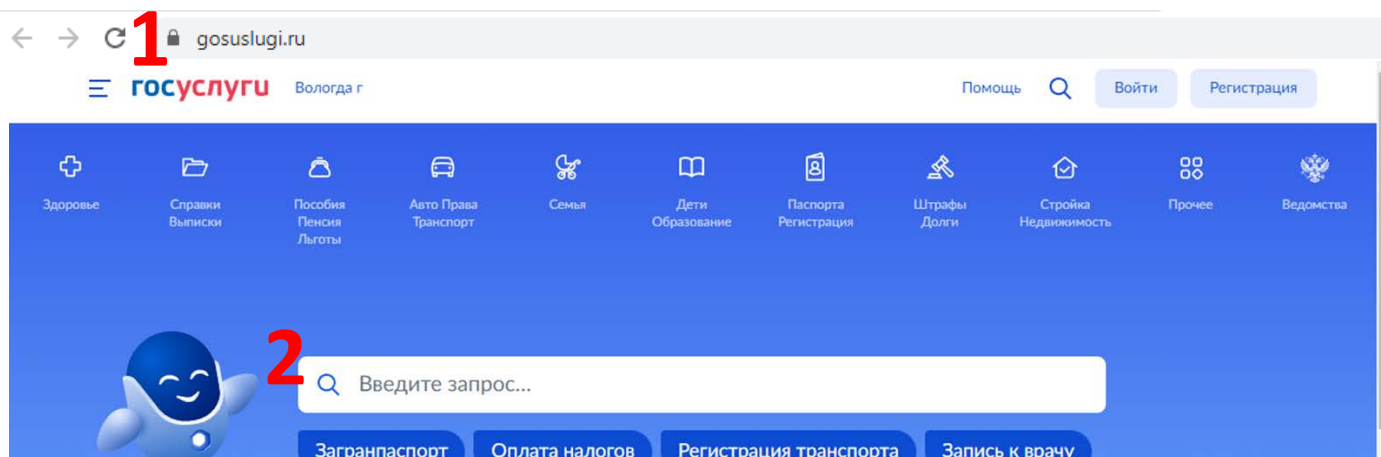 1
gosuslugi.ru
госуслуги Вологда г Помощь Войти Регистрация
Здоровье
Справки
Выписки
Пособия
Пенсия
Льготы
Авто Права
Транспорт
Семья
Дети
Образование
Паспорта
Регистрация
Штрафы
Долги
Стройка
Недвижимость
Прочее
Ведомства
2
Введите запрос...
Загранпаспорт Оплата налогов Регистрация транспорта Запись к врачу